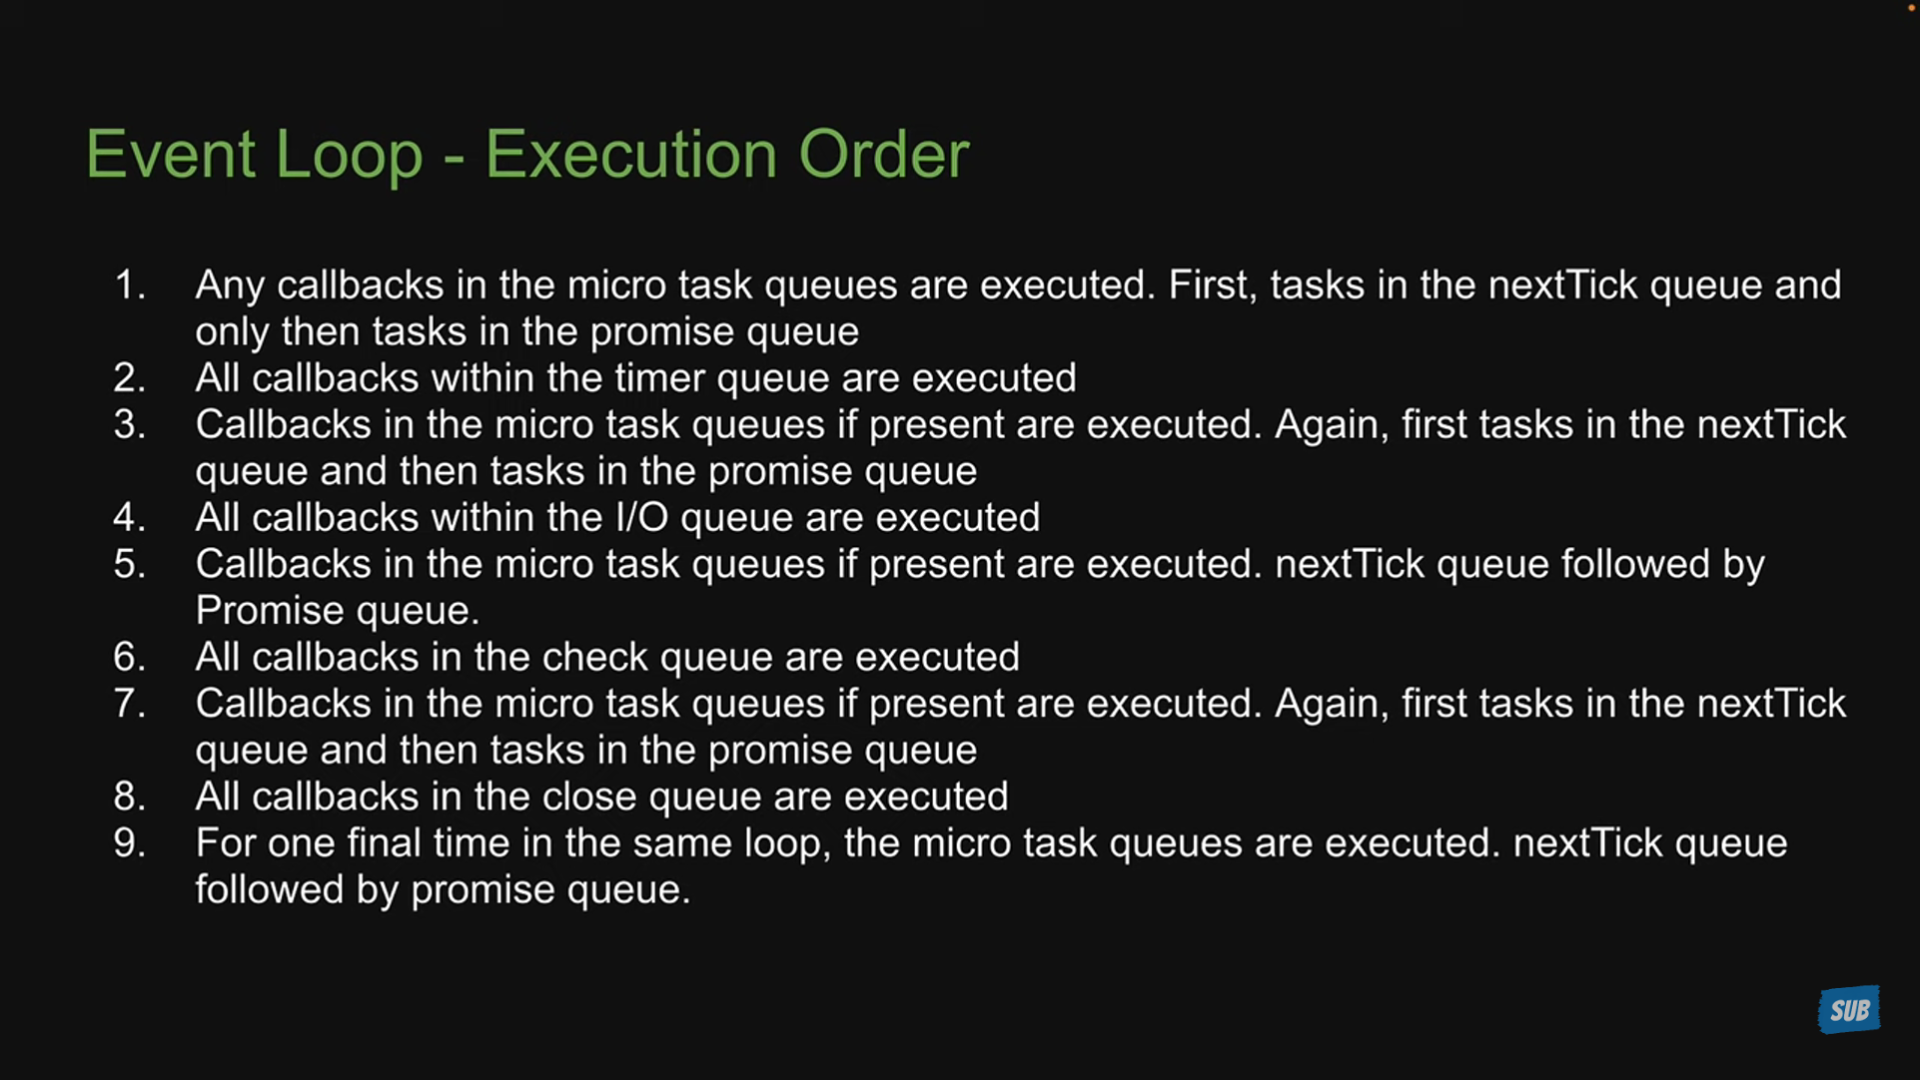 Event Loop - Execution Order
1. Any callbacks in the micro task queues are executed. First, tasks in the nextTick queue and
only then tasks in the promise queue
2. All callbacks within the timer queue are executed
3. Callbacks in the micro task queues if present are executed. Again, first tasks in the nextTick
queue and then tasks in the promise queue
4. All callbacks within the I/O queue are executed
5. Callbacks in the micro task queues if present are executed. nextTick queue followed by
Promise queue.
6. All callbacks in the check queue are executed
7. Callbacks in the micro task queues if present are executed. Again, first tasks in the nextTick
queue and then tasks in the promise queue
8. All callbacks in the close queue are executed
9. For one final time in the same loop, the micro task queues are executed. nextTick queue
followed by promise queue.
SUB